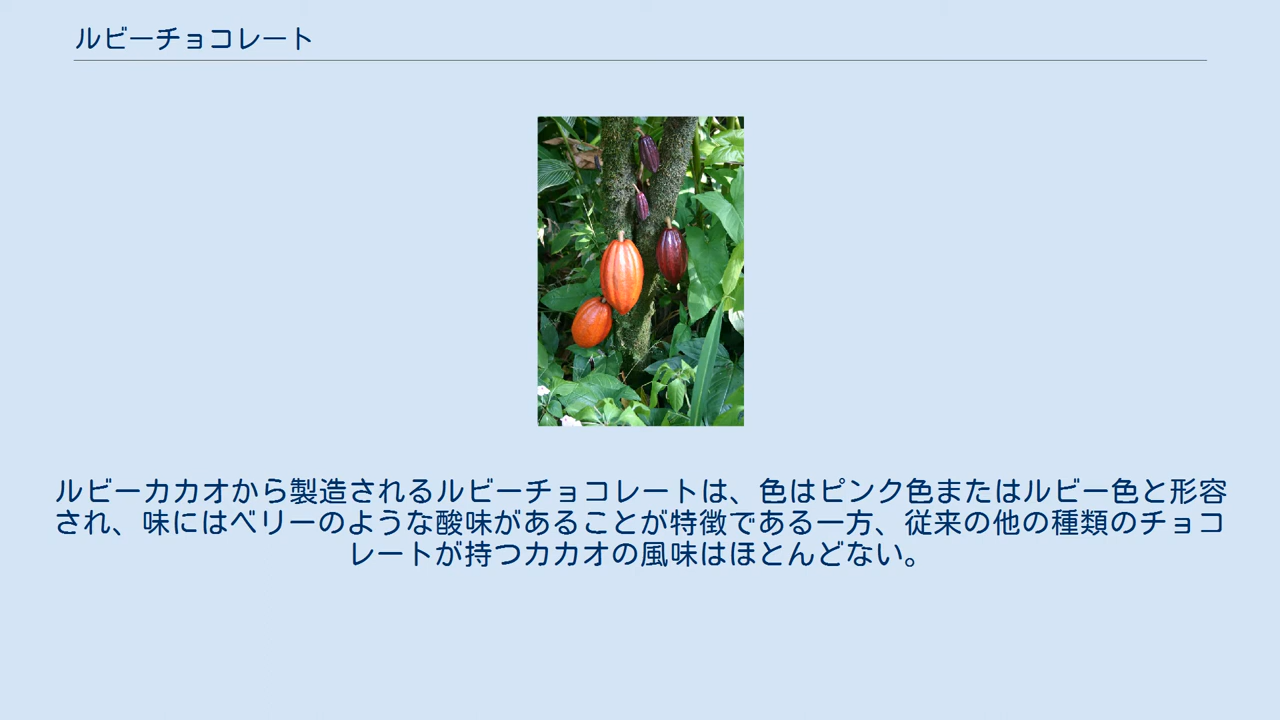 ルビーチョコレート
ルビーカカオから製造されるルビーチョコレートは、色はピンク色またはルビー色と形容
され、味にはベリーのような酸味があることが特徴である一方、従来の他の種類のチョコ
レートが持つカカオの風味はほとんどない。